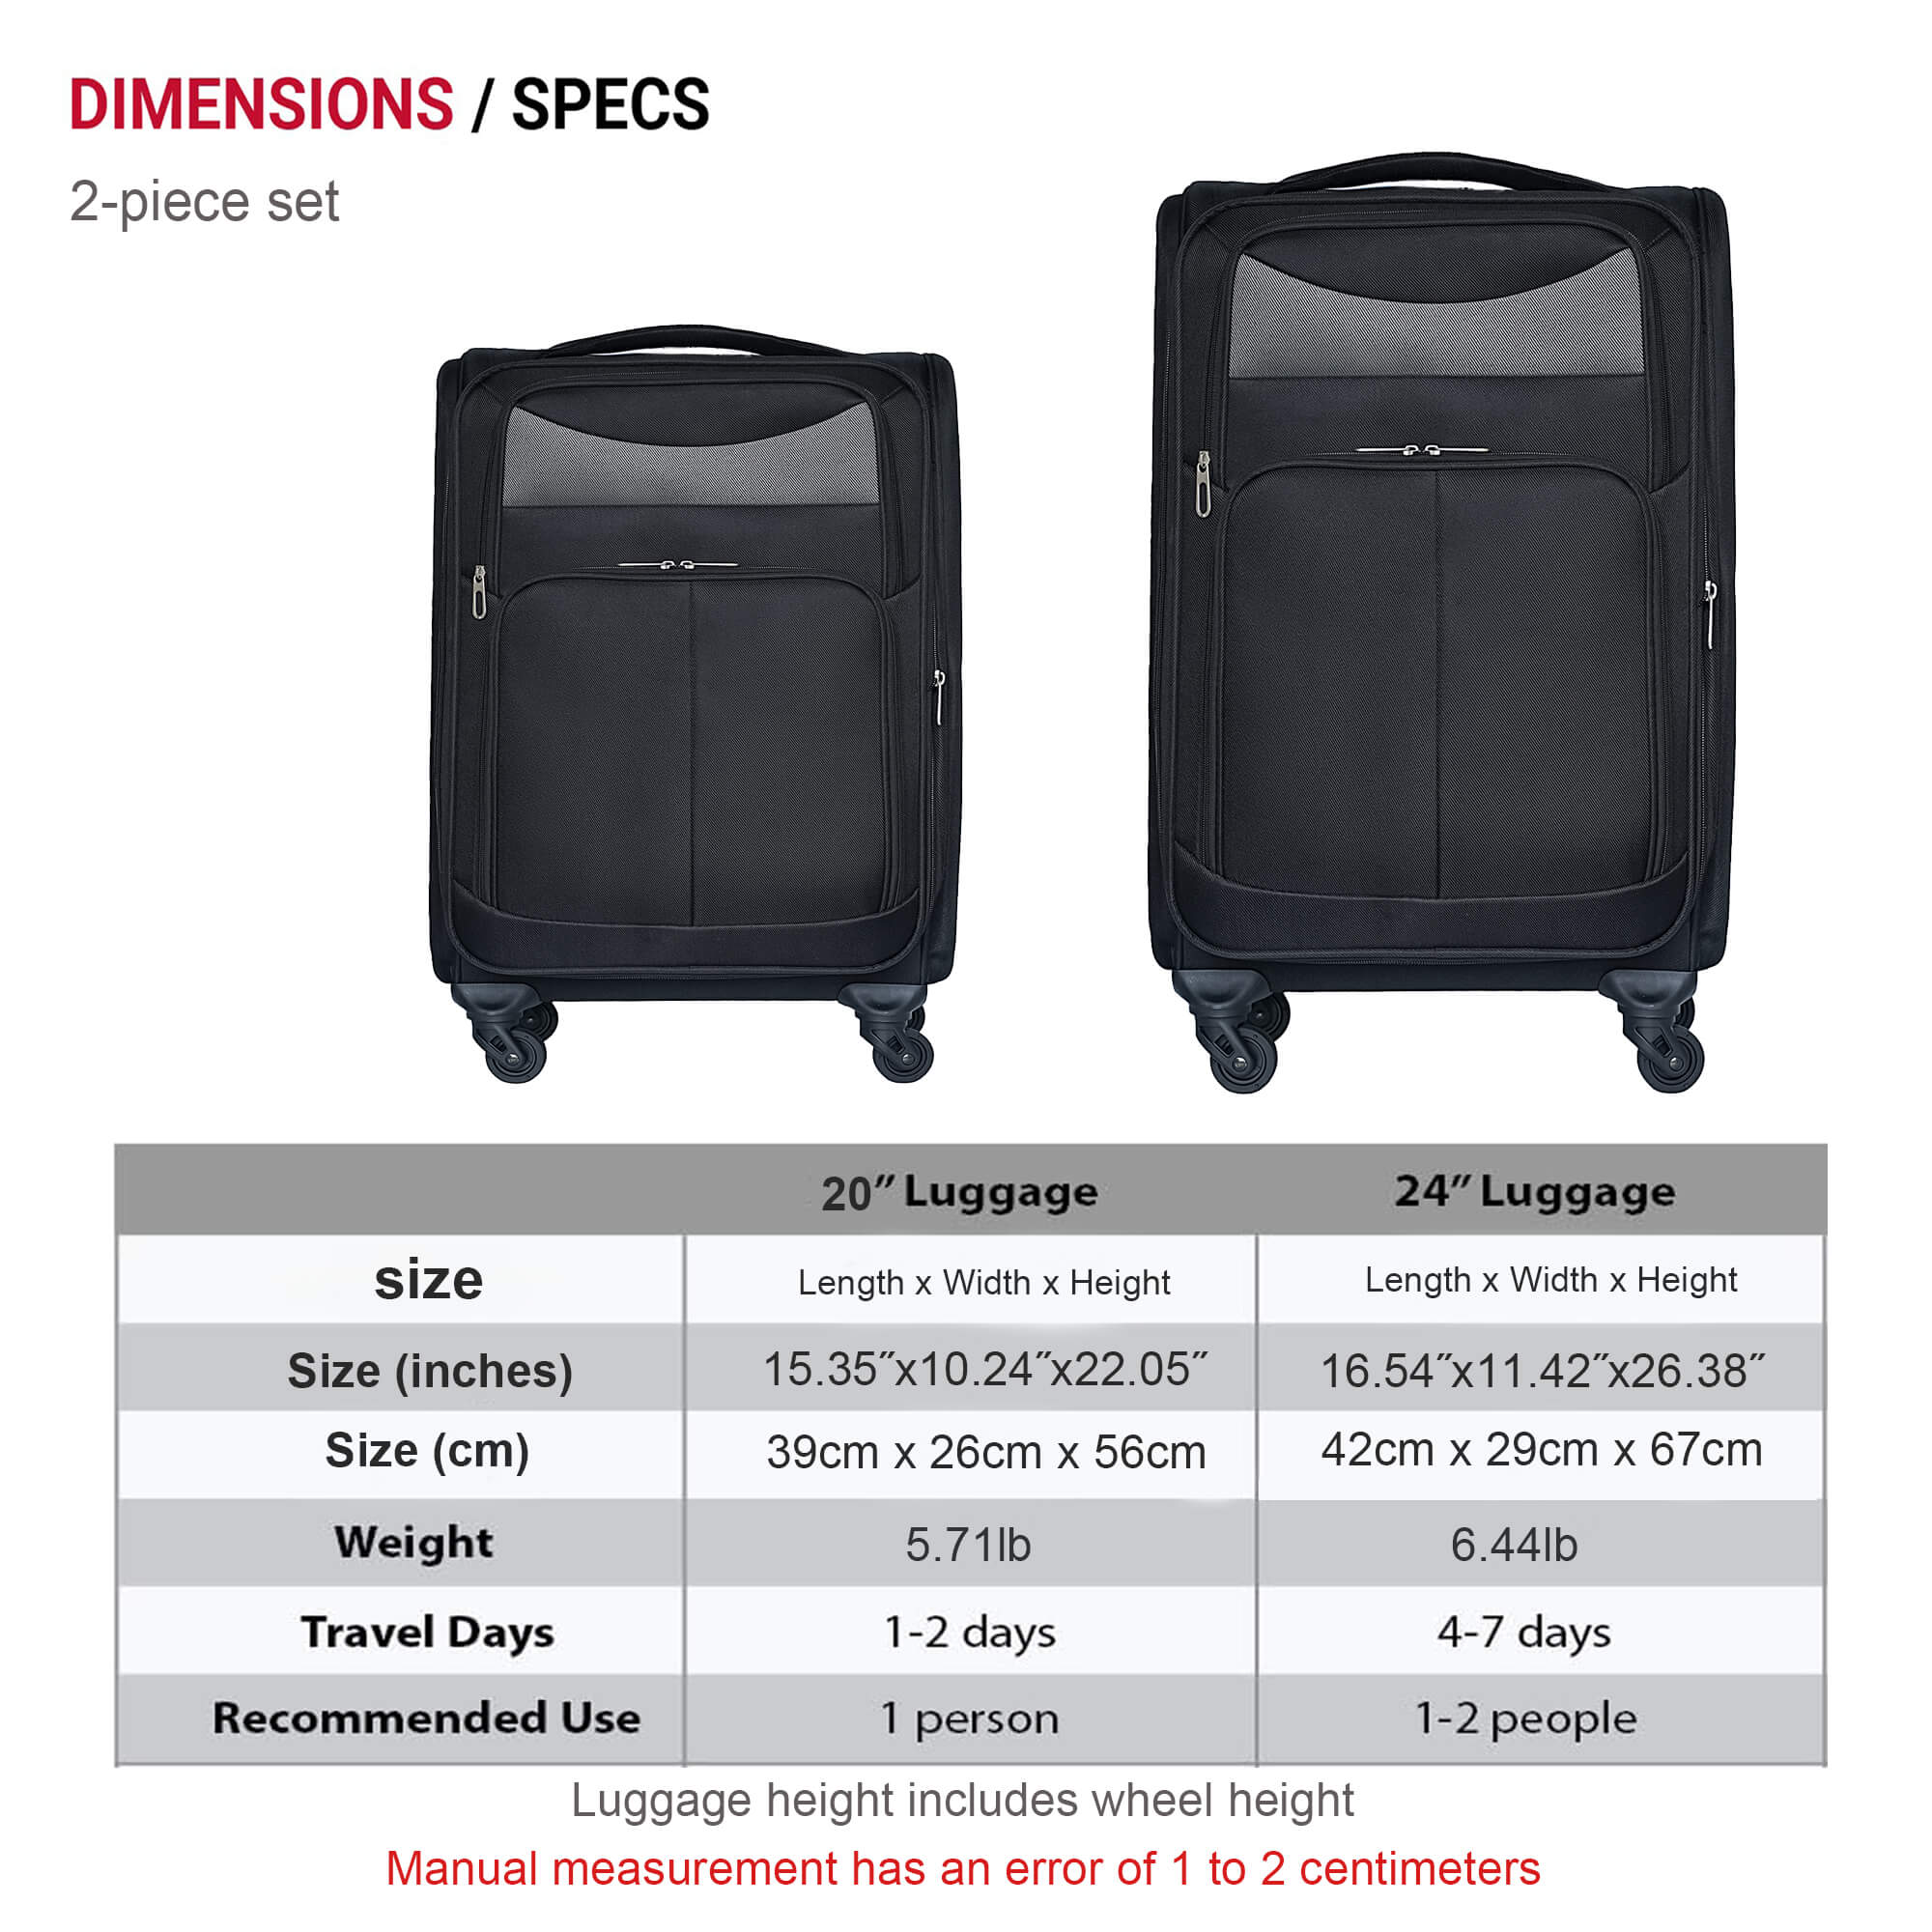 DIMENSIONS / SPECS
2-piece set
20″ Luggage 24″ Luggage
size Length x Width x Height Length x Width x Height
Size (inches) 15.35″x10.24″x22.05″ 16.54″x11.42″x26.38″
Size (cm) 39cm x 26cm x 56cm 42cm x 29cm x 67cm
Weight 5.71lb 6.44lb
Travel Days 1-2 days 4-7 days
Recommended Use 1 person 1-2 people
Luggage height includes wheel height
Manual measurement has an error of 1 to 2 centimeters